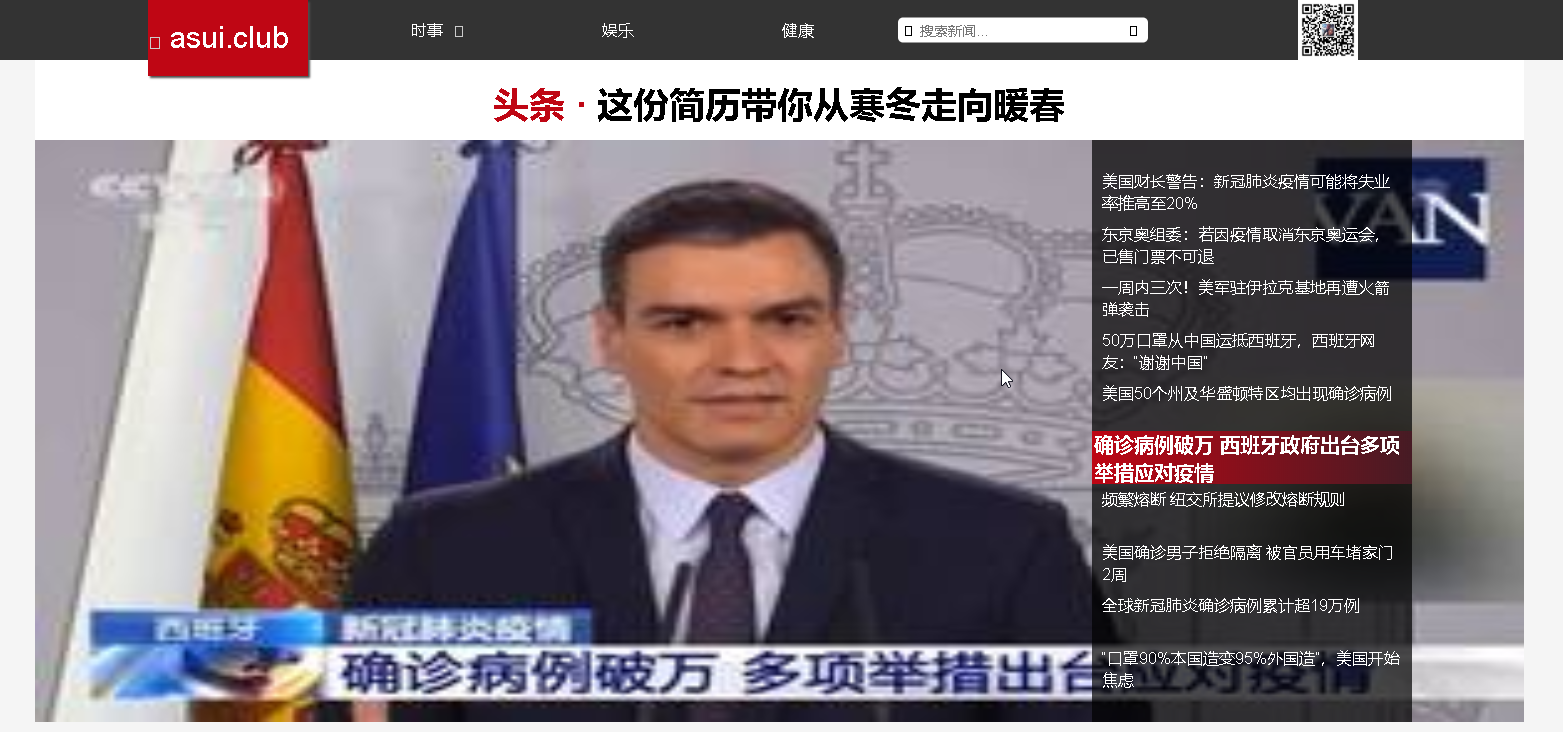 asui.club
时事
娱乐
健康
搜索新闻...
头条 · 这份简历带你从寒冬走向暖春
美国财长警告：新冠肺炎疫情可能将失业
率推高至20%
东京奥组委：若因疫情取消东京奥运会，
已售门票不可退
一周内三次！美军驻伊拉克基地再遭火箭
弹袭击
50万口罩从中国运抵西班牙，西班牙网
友："谢谢中国"
美国50个州及华盛顿特区均出现确诊病例
确诊病例破万 西班牙政府出台多项
举措应对疫情
频繁熔断 纽交所提议修改熔断规则
美国确诊男子拒绝隔离 被官员用车堵家门
2周
全球新冠肺炎确诊病例累计超19万例
"口罩90%本国造变95%外国造"，美国开始
焦虑
VAN
西班牙
新冠肺炎疫情
确诊病例破万 多项举措出台应对疫情